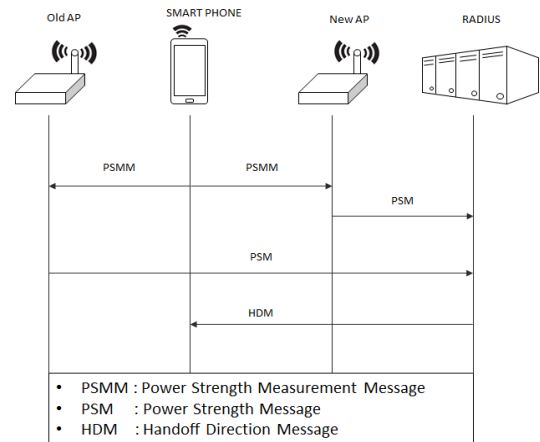 Old AP
SMART PHONE
New AP
RADIUS
PSMM
PSMM
PSM
PSM
HDM
• PSMM : Power Strength Measurement Message
• PSM : Power Strength Message
• HDM : Handoff Direction Message